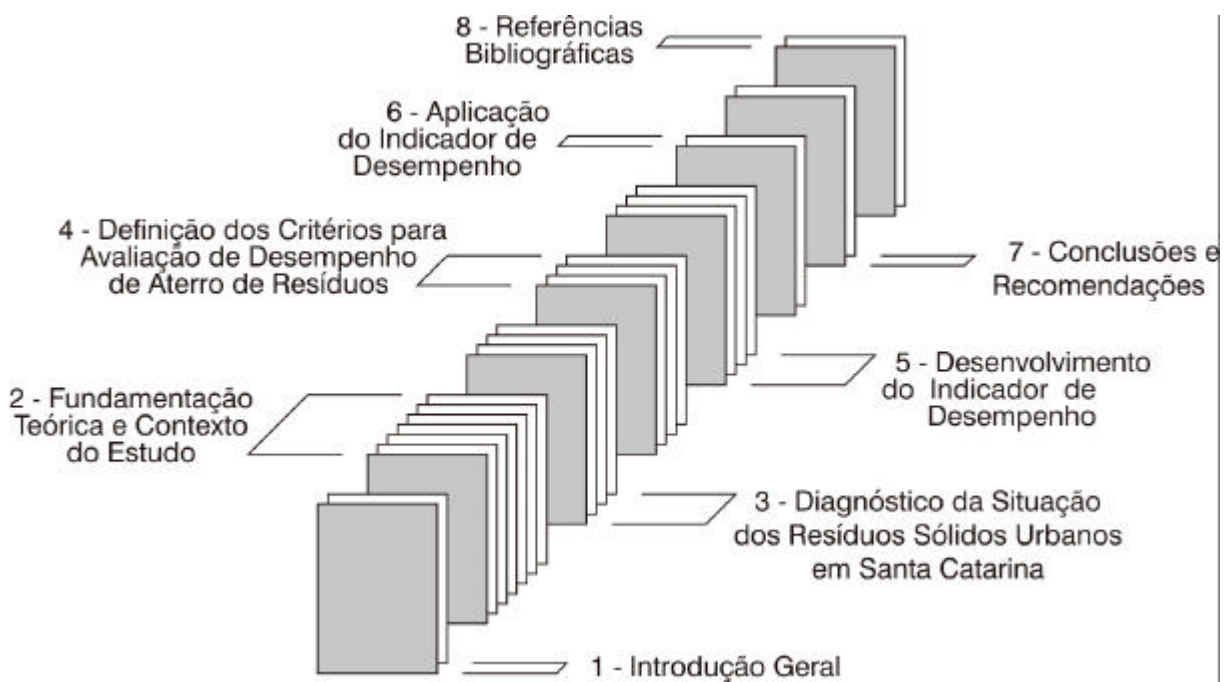 8 - Referências
Bibliográficas
6 - Aplicação
do Indicador de
Desempenho
4 - Definição dos Critérios para
Avaliação de Desempenho
de Aterro de Resíduos
7 - Conclusões e
Recomendações
5 - Desenvolvimento
do Indicador de
Desempenho
2 - Fundamentação
Teórica e Contexto
do Estudo
3 - Diagnóstico da Situação
dos Resíduos Sólidos Urbanos
em Santa Catarina
1 - Introdução Geral